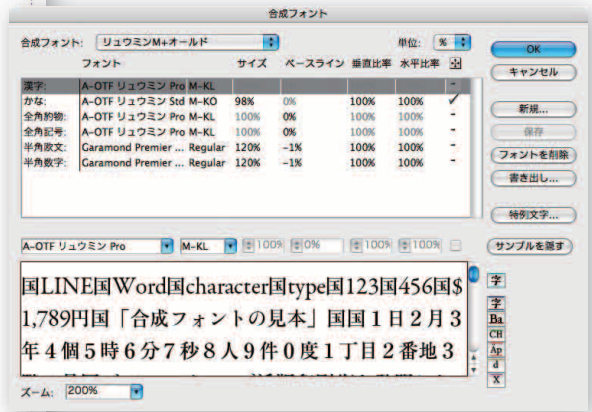 合成フォント
合成フォント: リュウミンM+オールド 単位: % OK
フォント サイズ ベースライン 垂直比率 水平比率 キャンセル
漢字: A-OTF リュウミン Pro M-KL -
かな: A-OTF リュウミン Std M-KO 98% 0% 100% 100% ✓ 新規...
全角約物: A-OTF リュウミン Pro M-KL 100% 0% 100% 100% -
全角記号: A-OTF リュウミン Pro M-KL 100% 0% 100% 100% - 保存
半角欧文: Garamond Premier ... Regular 120% -1% 100% 100% - フォントを削除
半角数字: Garamond Premier ... Regular 120% -1% 100% 100% -
書き出し...
特例文字...
A-OTF リュウミン Pro M-KL 100% 0% 100% 100% サンプルを隠す
国LINE国Word国character国type国123国456国$
1,789円国「合成フォントの見本」国国1日2月3
年4個5時6分7秒8人9件0度1丁目2番地3
字
字
Ba
CH
Àp
d
X
ズーム: 200%